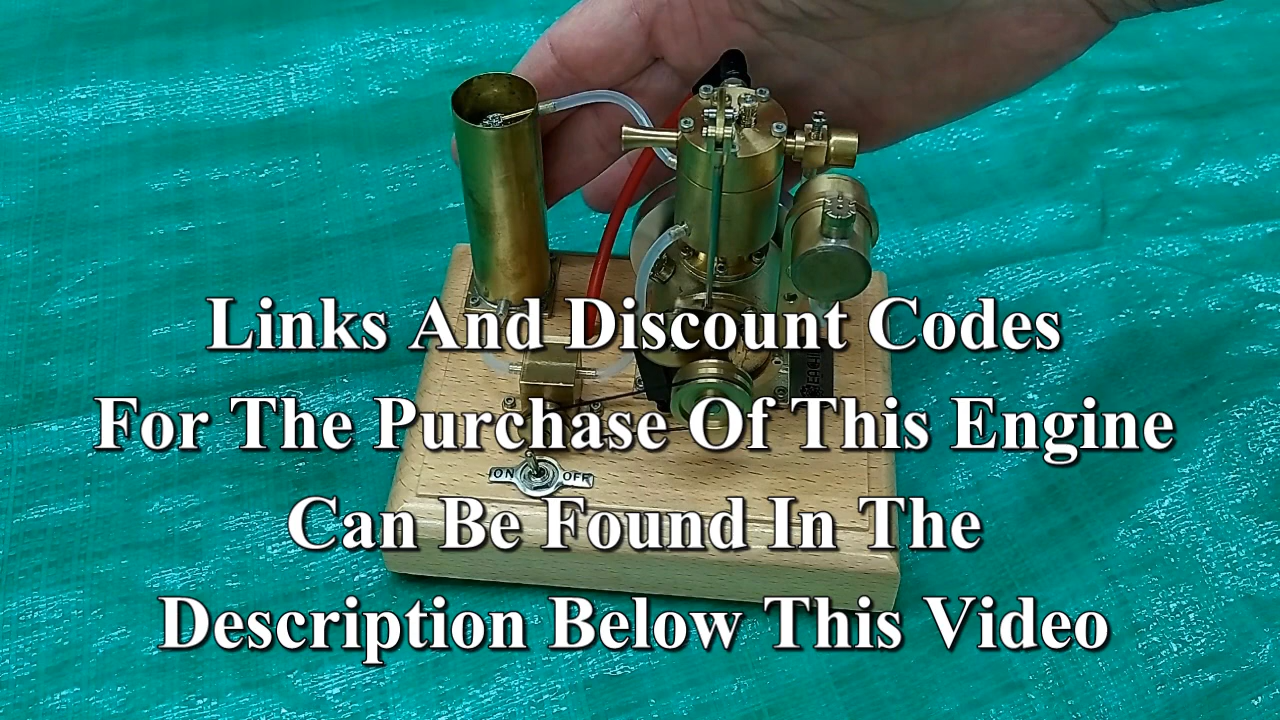 Links And Discount Codes
For The Purchase Of This Engine
ON OFF
Can Be Found In The
Description Below This Video